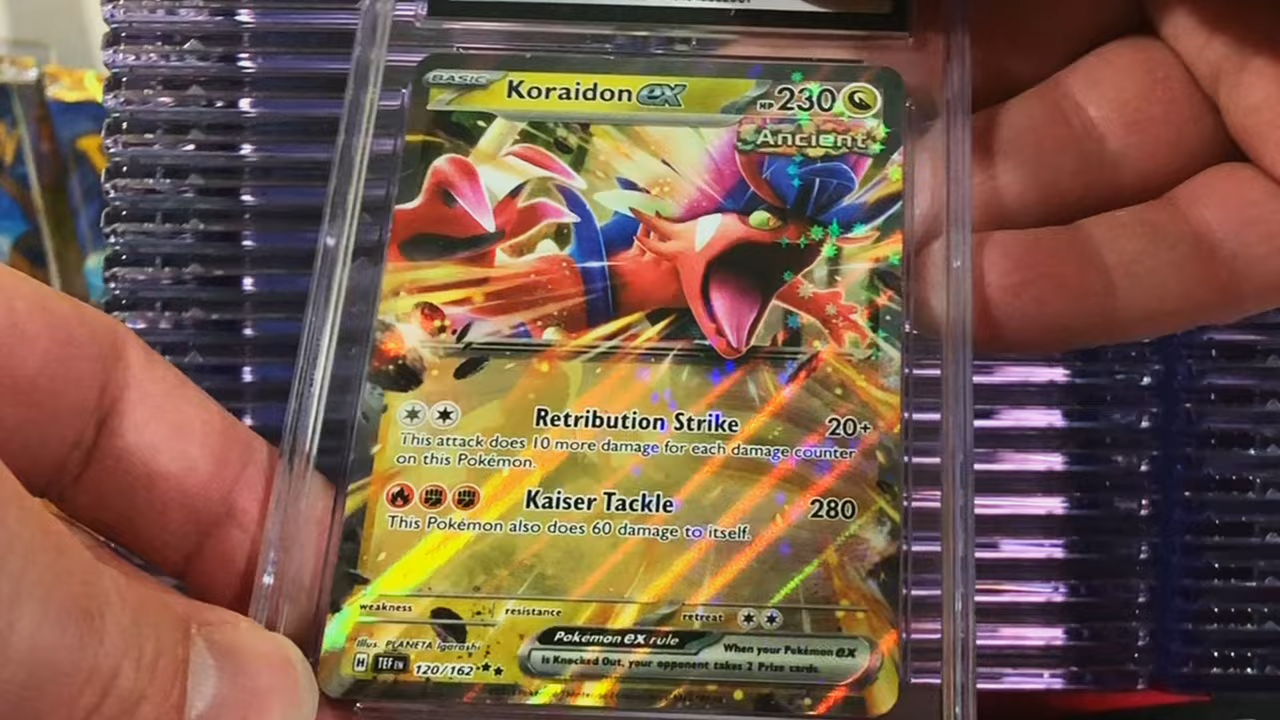 BASIC Koraidon ex HP 230
Ancient
Retribution Strike 20+
This attack does 10 more damage for each damage counter
on this Pokémon.
Kaiser Tackle 280
This Pokémon also does 60 damage to itself.
weakness resistance retreat
Illus. PLANETA Igarashi
Pokémon ex rule When your Pokémon ex
is Knocked Out, your opponent takes 2 Prize cards.
H TEF EN 120/162